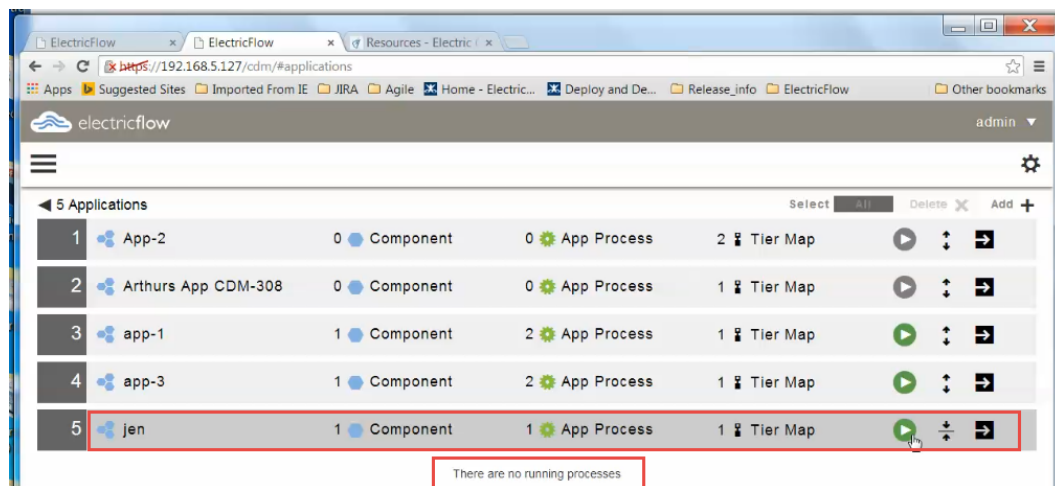 ElectricFlow
ElectricFlow
Resources - Electric
https://192.168.5.127/cdm/#applications
Apps Suggested Sites Imported From IE JIRA Agile Home - Electric... Deploy and De... Release_info ElectricFlow Other bookmarks
electricflow admin
5 Applications Select All Delete Add
1 App-2 0 Component 0 App Process 2 Tier Map
2 Arthurs App CDM-308 0 Component 0 App Process 1 Tier Map
3 app-1 1 Component 2 App Process 1 Tier Map
4 app-3 1 Component 2 App Process 1 Tier Map
5 jen 1 Component 1 App Process 1 Tier Map
There are no running processes